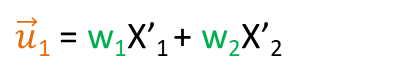 u⃗₁ = w₁X’₁ + w₂X’₂